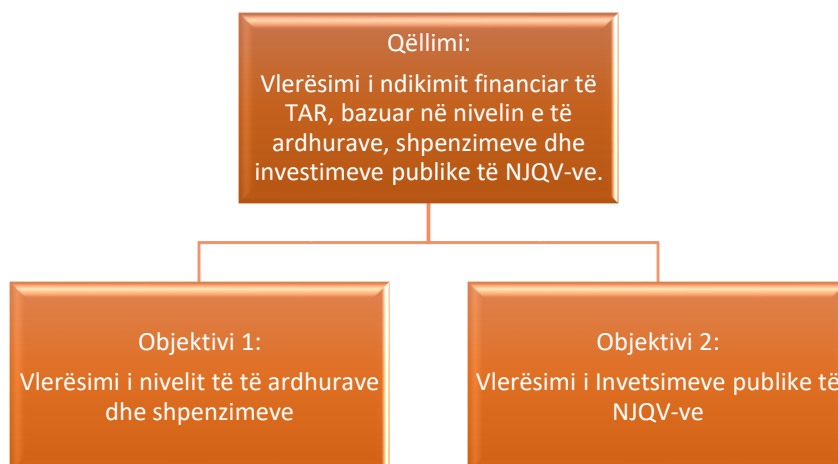 Qëllimi:
Vlerësimi i ndikimit financiar të
TAR, bazuar në nivelin e të
ardhurave, shpenzimeve dhe
investimeve publike të NJQV-ve.
Objektivi 1:
Vlerësimi i nivelit të të ardhurave
dhe shpenzimeve
Objektivi 2:
Vlerësimi i Invetsimeve publike të
NJQV-ve